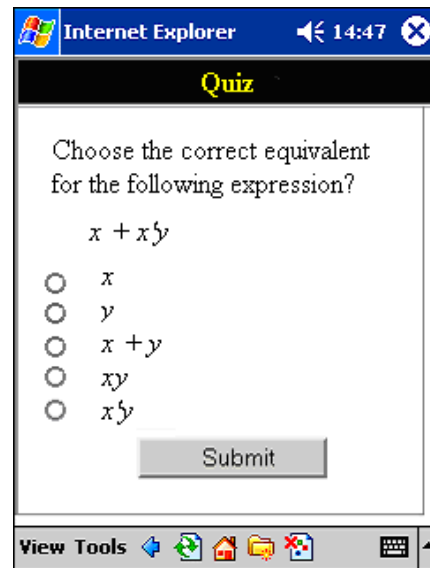 Internet Explorer 14:47
Quiz
Choose the correct equivalent
for the following expression?
x + x'y
x
y
x + y
xy
x'y
Submit
View Tools